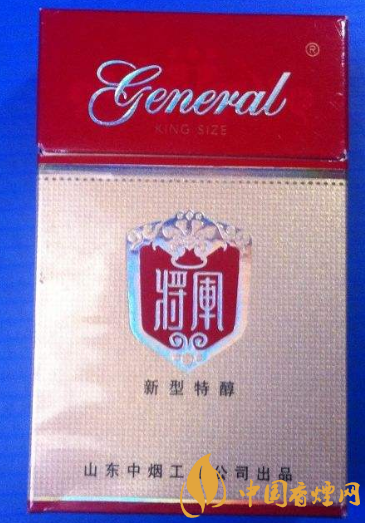 General
®
KING SIZE
将军
新型特醇
山东中烟工 公司出品
中国香烟网